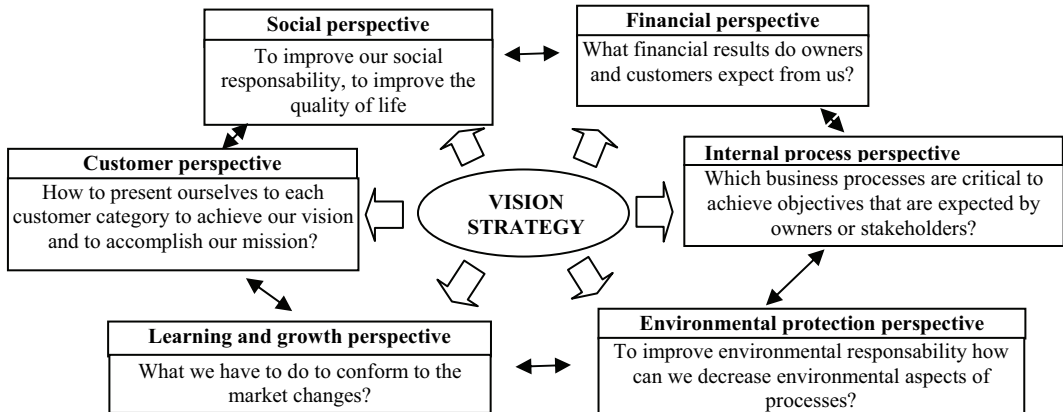 Social perspective
To improve our social
responsability, to improve the
quality of life
Financial perspective
What financial results do owners
and customers expect from us?
Customer perspective
How to present ourselves to each
customer category to achieve our vision
and to accomplish our mission?
VISION
STRATEGY
Internal process perspective
Which business processes are critical to
achieve objectives that are expected by
owners or stakeholders?
Learning and growth perspective
What we have to do to conform to the
market changes?
Environmental protection perspective
To improve environmental responsability how
can we decrease environmental aspects of
processes?